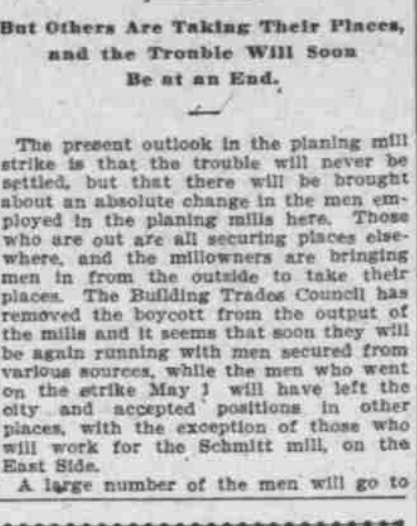 But Others Are Taking Their Places,
and the Trouble Will Soon
Be at an End.
The present outlook in the planing mill
strike is that the trouble will never be
settled, but that there will be brought
about an absolute change in the men em-
ployed in the planing mills here. Those
who are out are all securing places else-
where, and the millowners are bringing
men in from the outside to take their
places. The Building Trades Council has
removed the boycott from the output of
the mills and it seems that soon they will
be again running with men secured from
various sources, while the men who went
on the strike May 1 will have left the
city and accepted positions in other
places, with the exception of those who
will work for the Schmitt mill, on the
East Side.
A large number of the men will go to